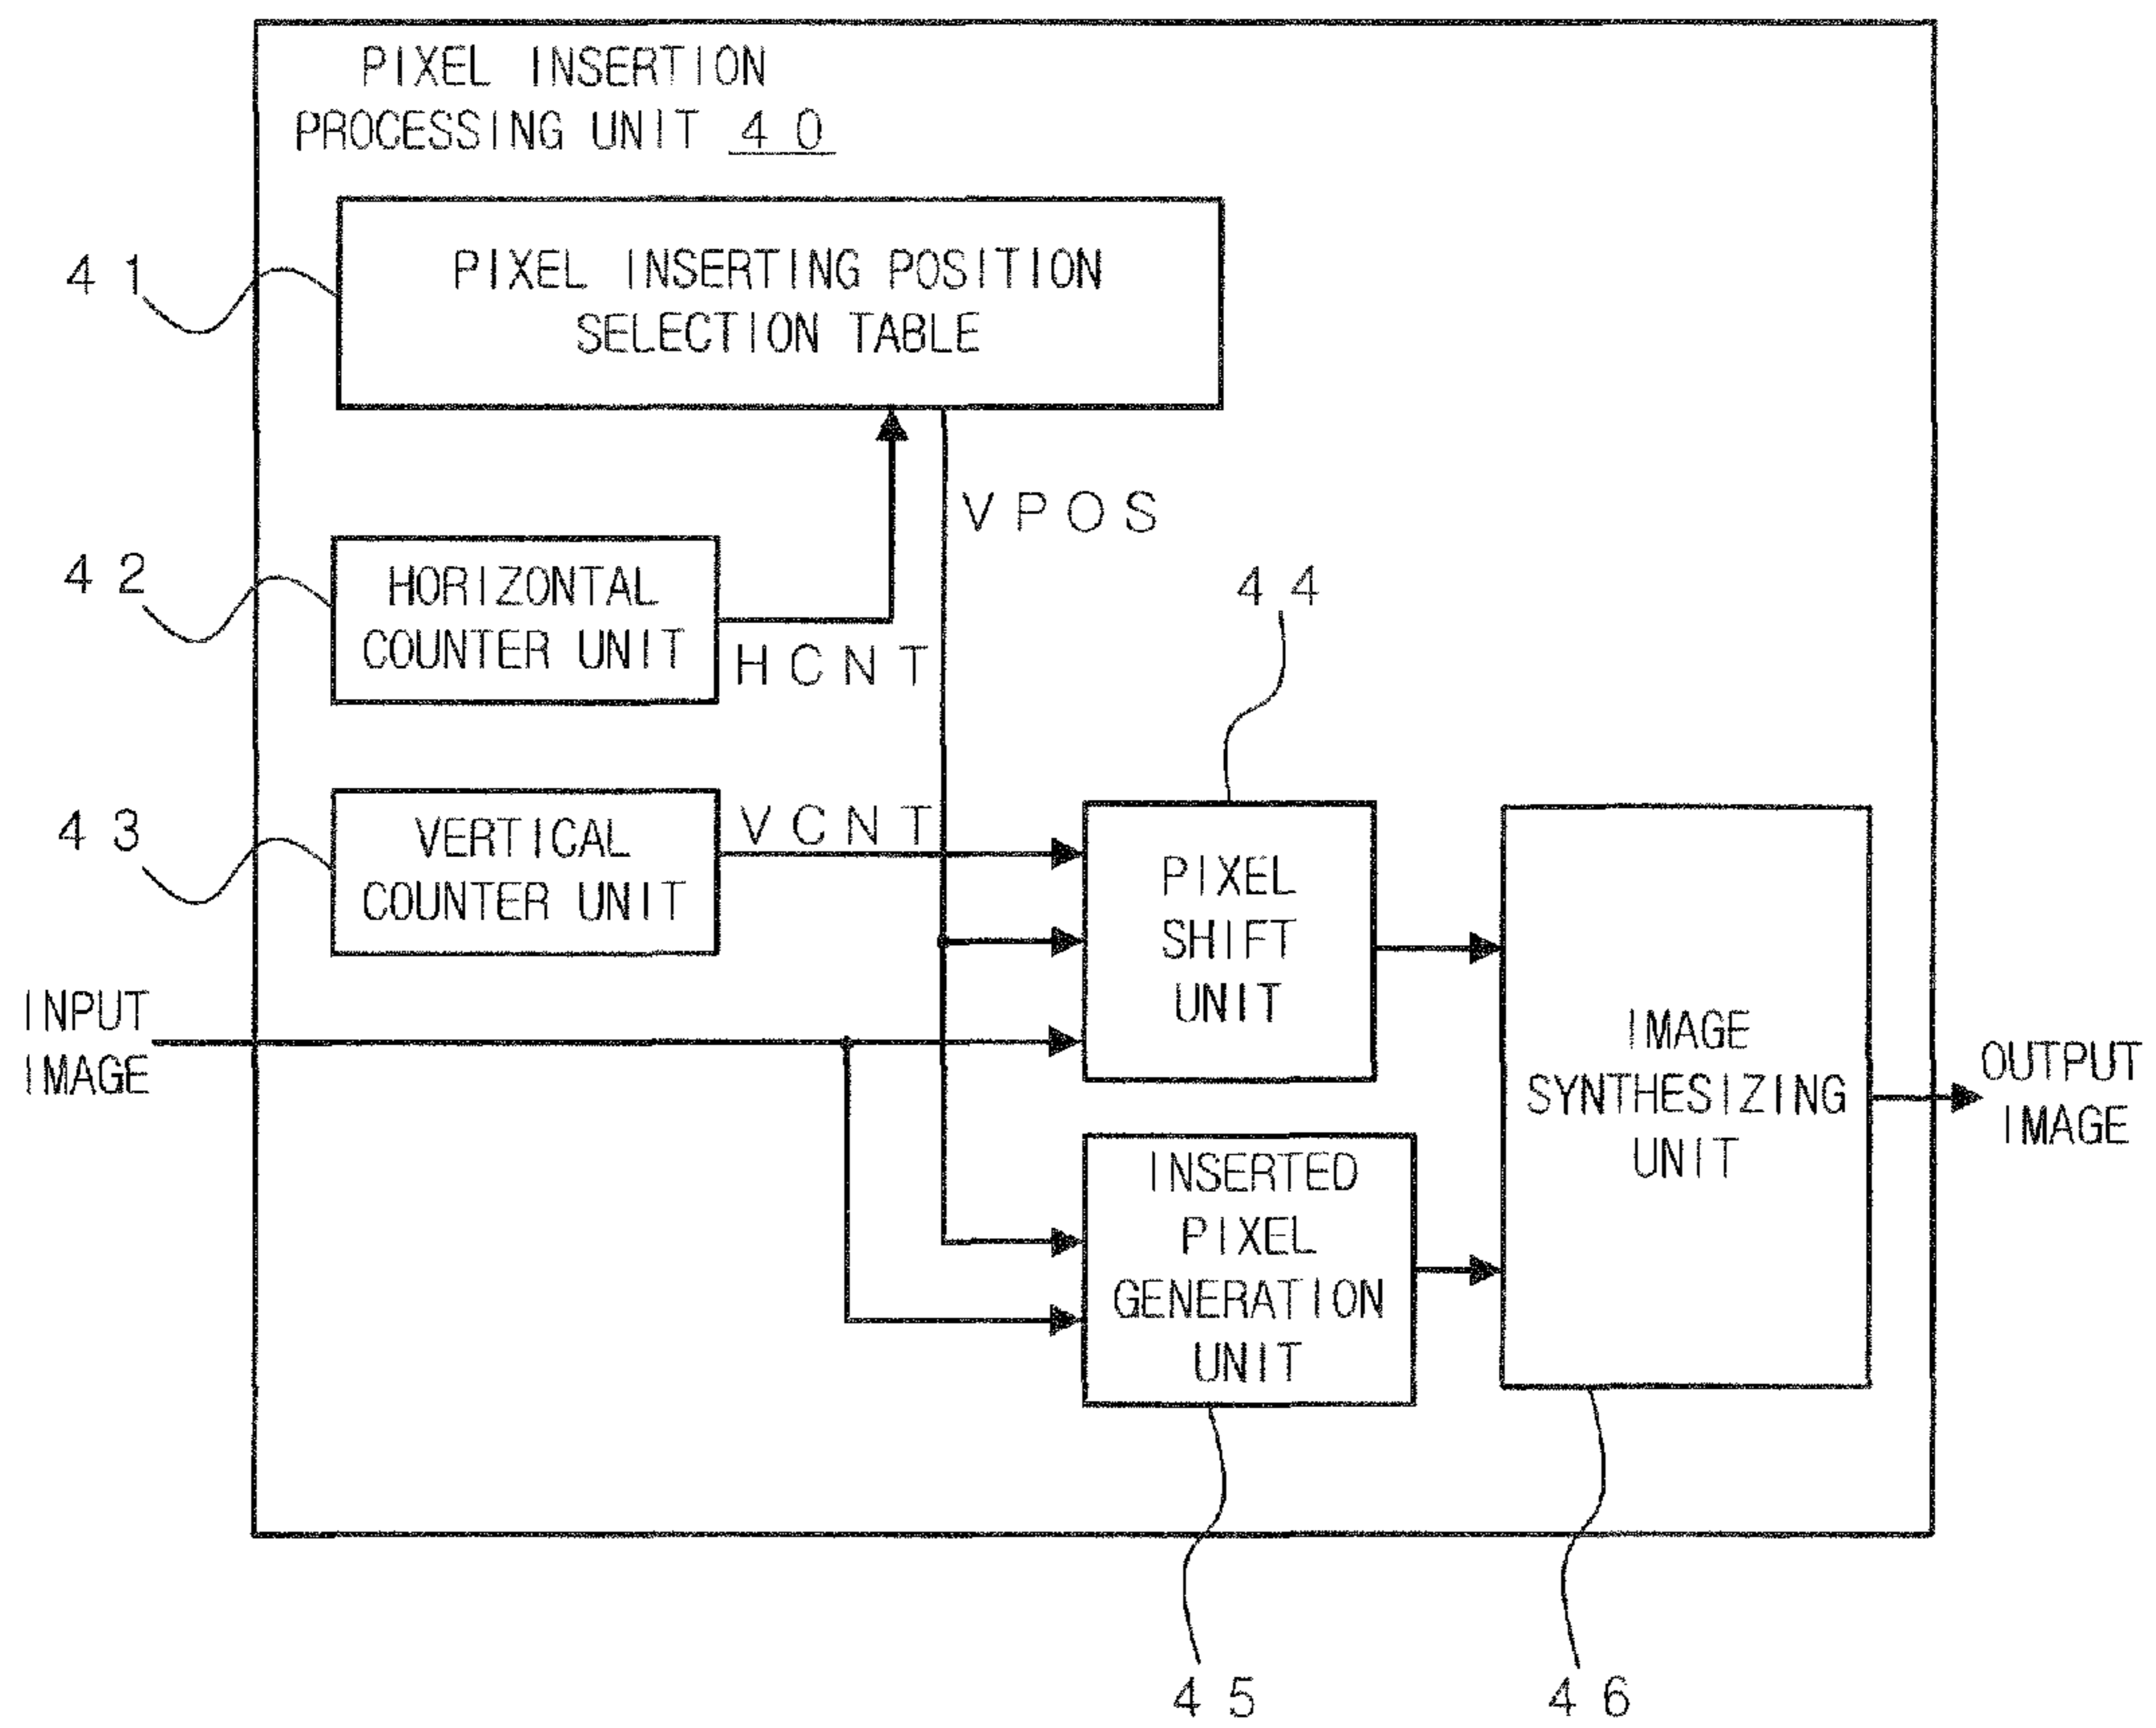 PIXEL INSERTION
PROCESSING UNIT 40
41
PIXEL INSERTING POSITION
SELECTION TABLE
VPOS
42
HORIZONTAL
COUNTER UNIT
HCNT
44
43
VERTICAL
COUNTER UNIT
VCNT
PIXEL
SHIFT
UNIT
INPUT
IMAGE
IMAGE
SYNTHESIZING
UNIT
OUTPUT
IMAGE
INSERTED
PIXEL
GENERATION
UNIT
45
46